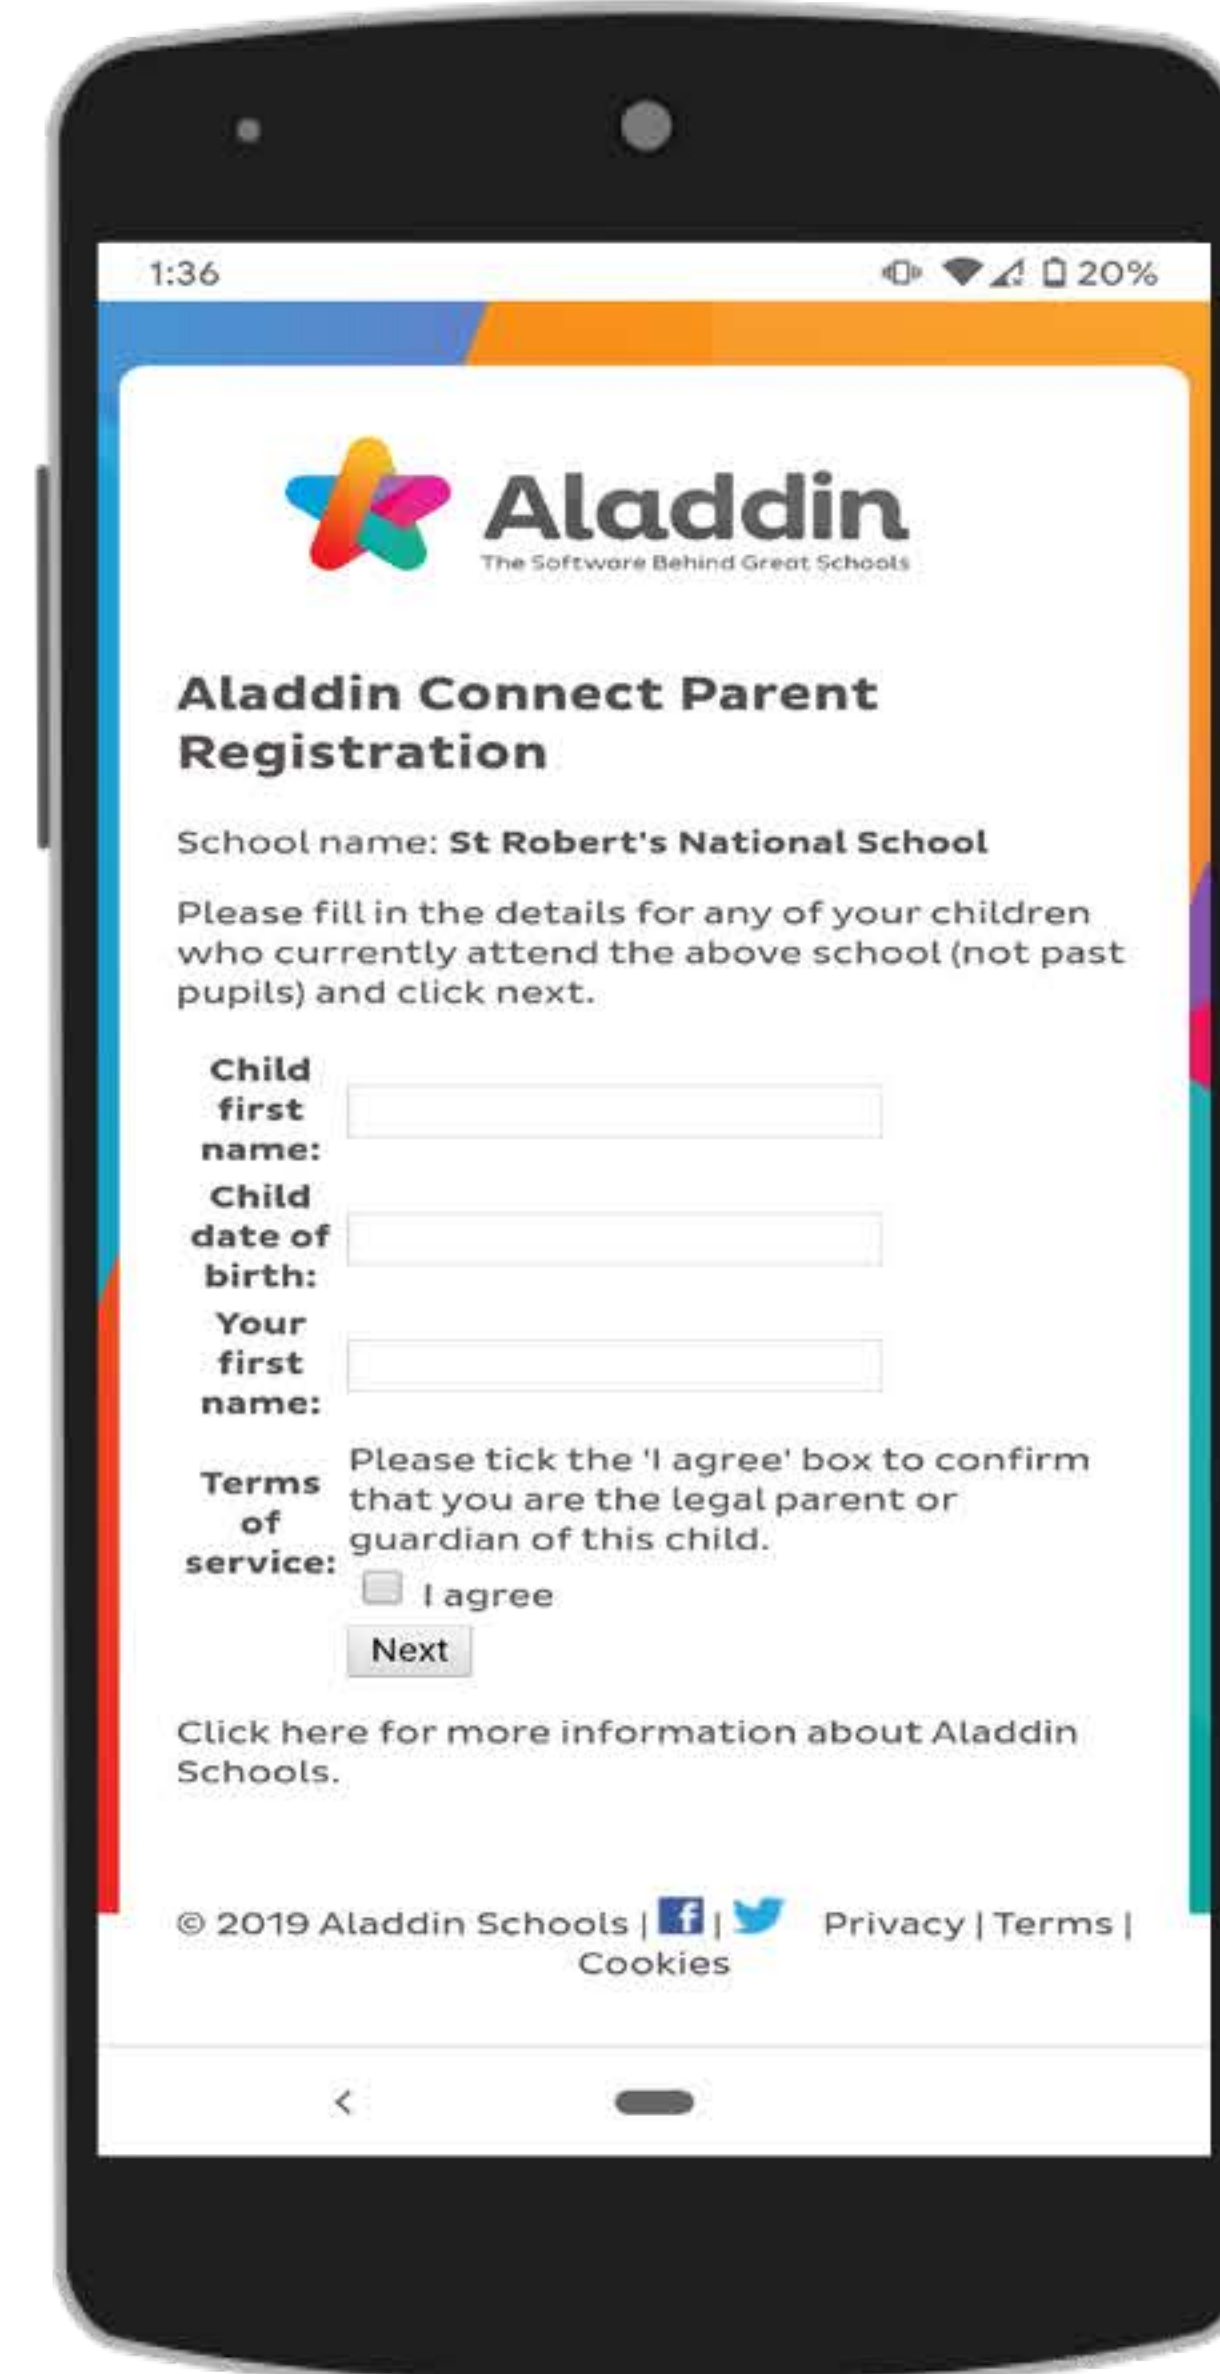 1:36 20%
Aladdin
The Software Behind Great Schools
Aladdin Connect Parent
Registration
School name: St Robert's National School
Please fill in the details for any of your children
who currently attend the above school (not past
pupils) and click next.
Child
first
name:
Child
date of
birth:
Your
first
name:
Terms
of
service:
Please tick the 'I agree' box to confirm
that you are the legal parent or
guardian of this child.
I agree
Next
Click here for more information about Aladdin
Schools.
© 2019 Aladdin Schools | f | Privacy | Terms |
Cookies